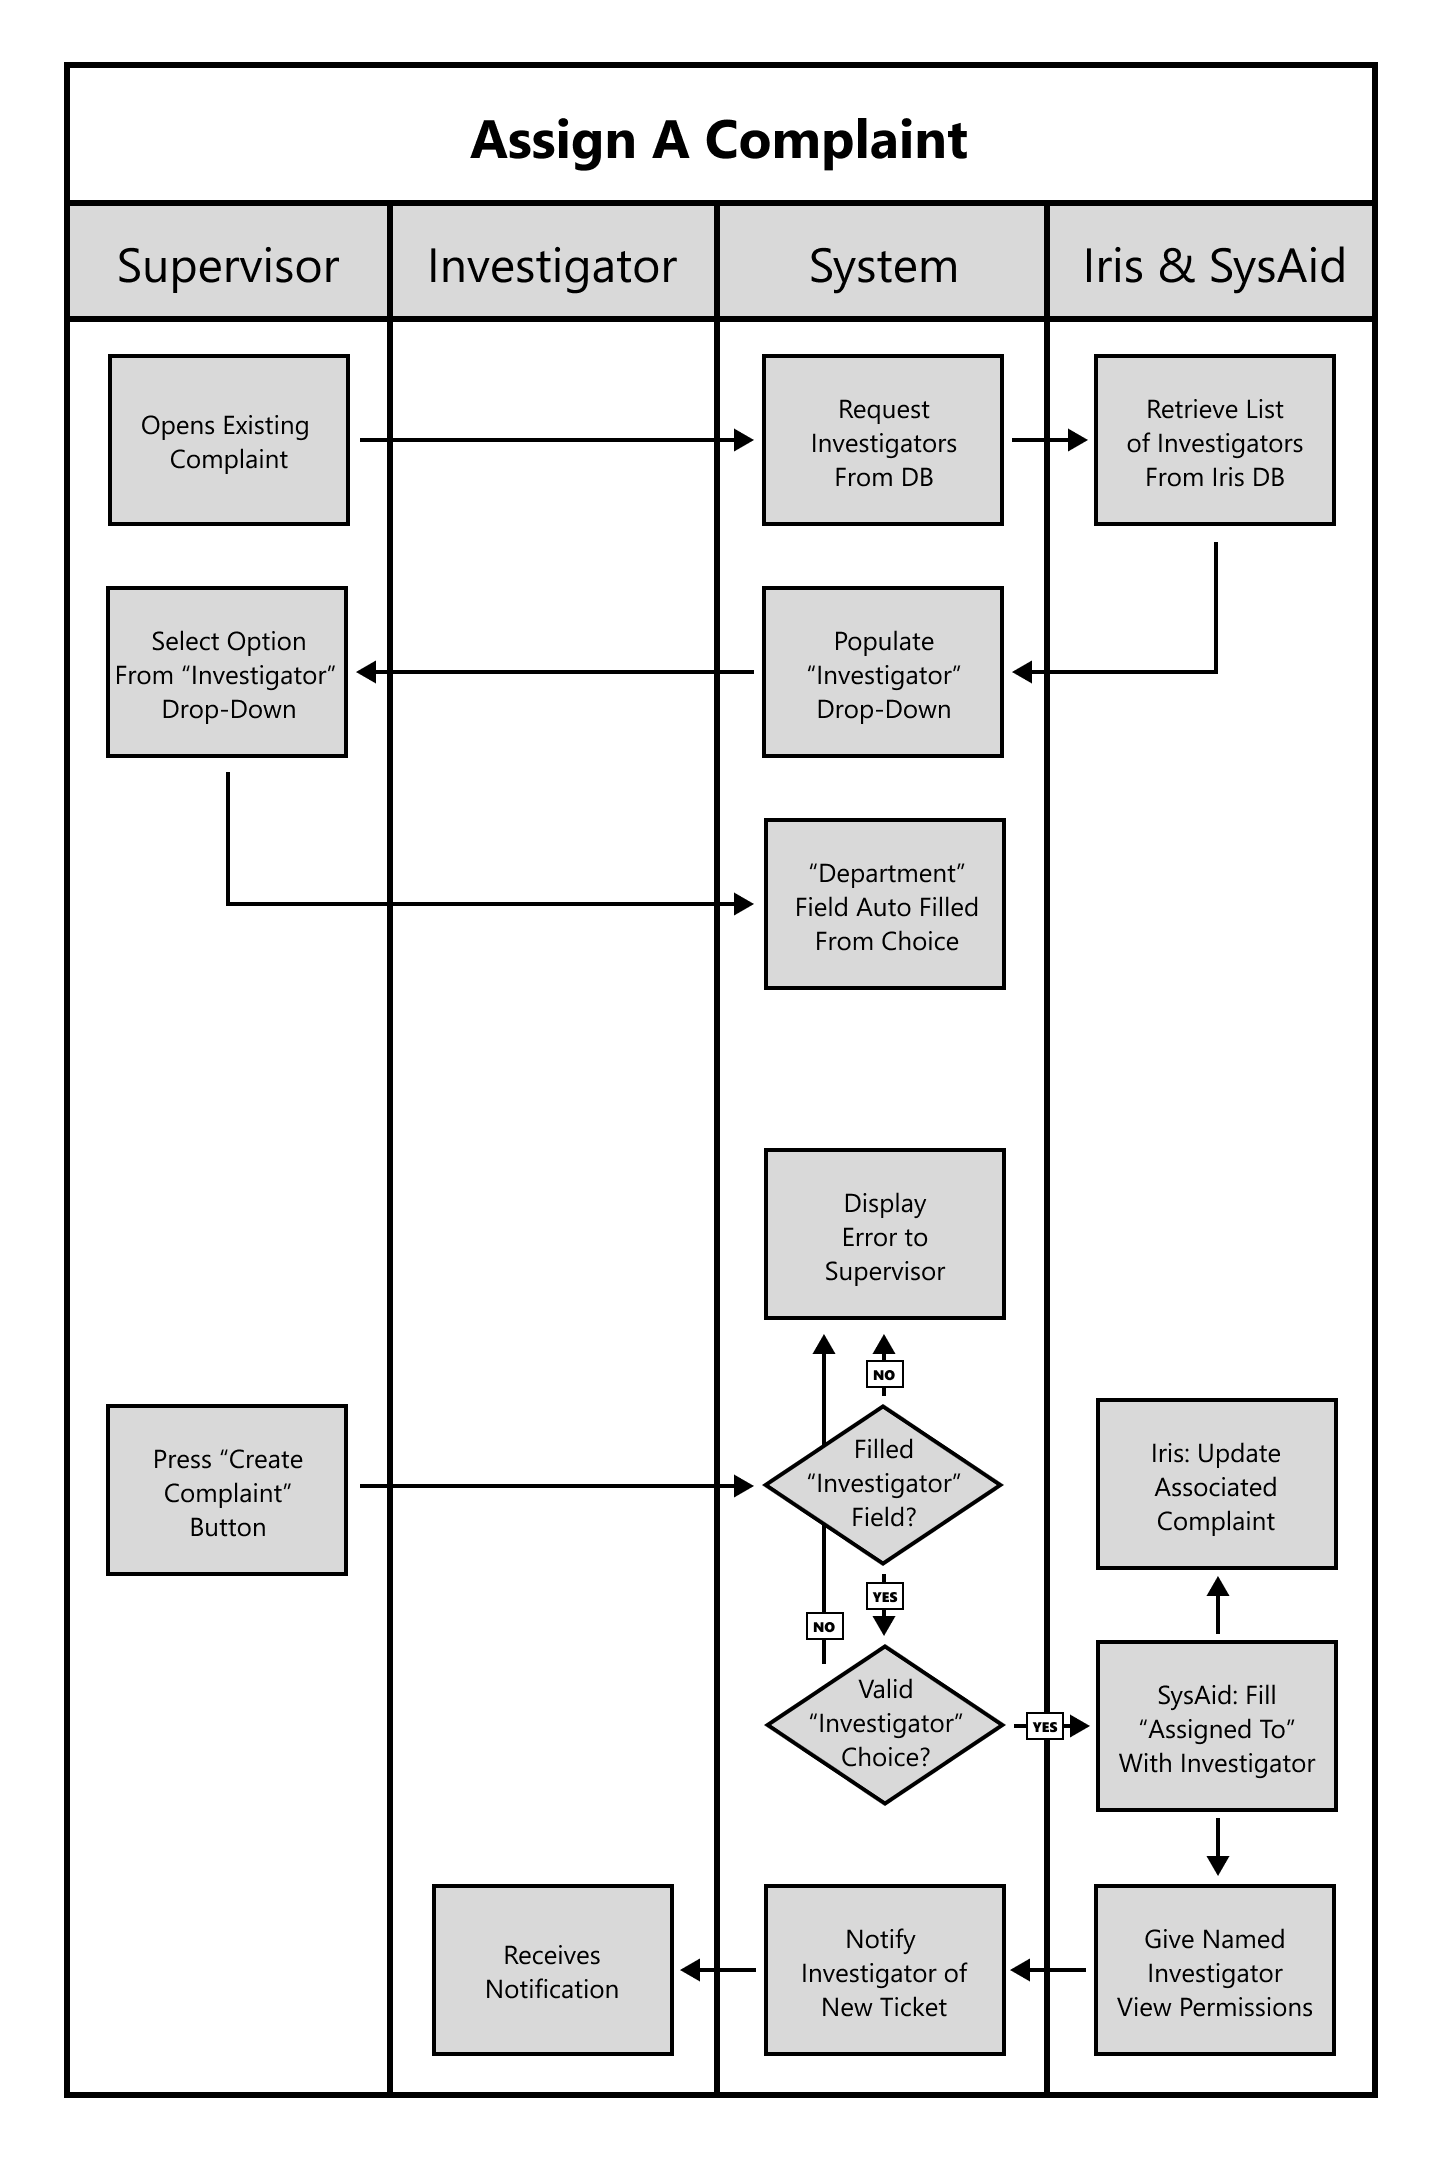 Assign A Complaint
Supervisor
Investigator
System
Iris & SysAid
Opens Existing
Complaint
Request
Investigators
From DB
Retrieve List
of Investigators
From Iris DB
Select Option
From “Investigator”
Drop-Down
Populate
“Investigator”
Drop-Down
“Department”
Field Auto Filled
From Choice
Display
Error to
Supervisor
NO
Press “Create
Complaint”
Button
Filled
“Investigator”
Field?
Iris: Update
Associated
Complaint
YES
NO
Valid
“Investigator”
Choice?
YES
SysAid: Fill
“Assigned To”
With Investigator
Receives
Notification
Notify
Investigator of
New Ticket
Give Named
Investigator
View Permissions